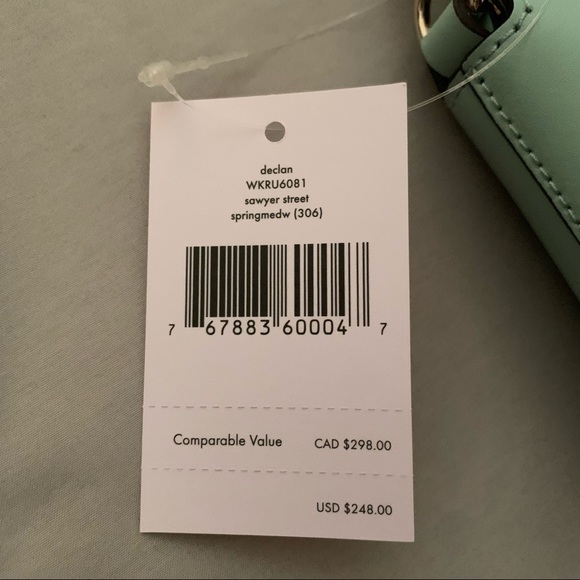 declan
WKRU6081
sawyer street
springmedw (306)
7 67883 60004 7
Comparable Value CAD $298.00
USD $248.00